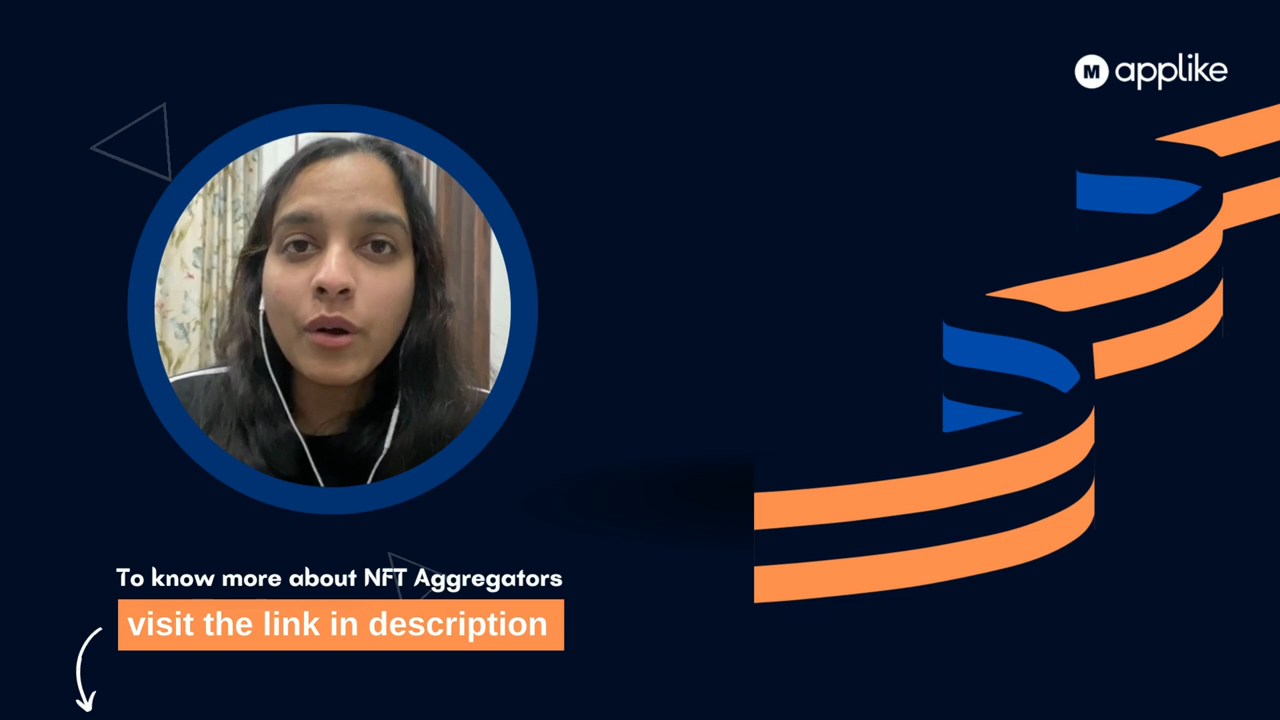 M applike
To know more about NFT Aggregators
visit the link in description